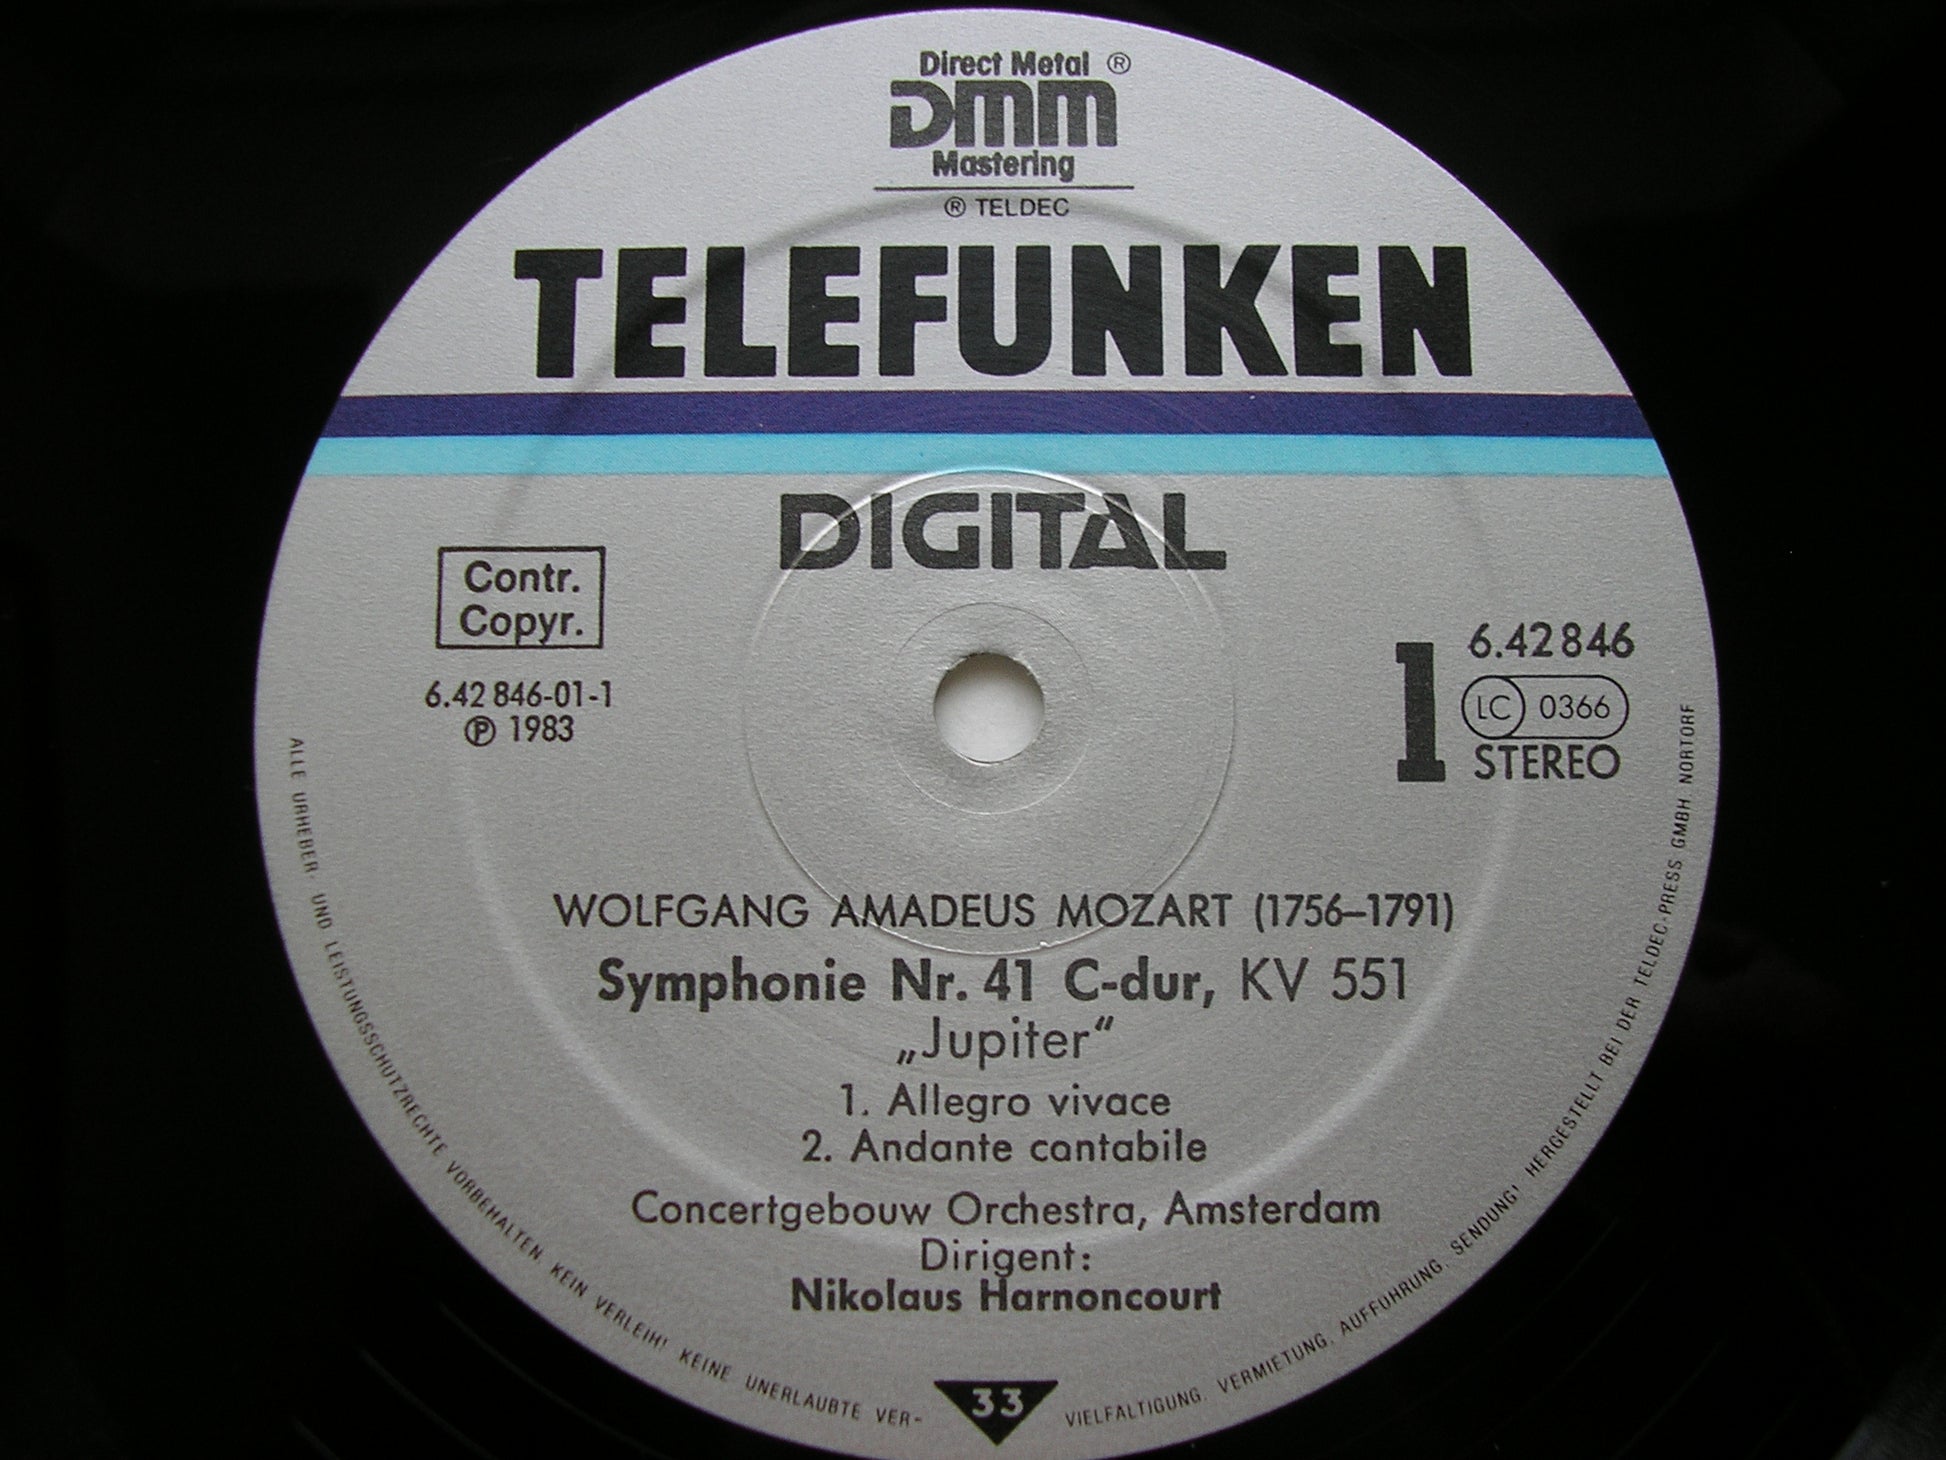 Direct Metal ®
DMM
Mastering
® TELDEC
TELEFUNKEN
DIGITAL
Contr.
Copyr.
6.42 846-01-1
℗ 1983
1
6.42846
LC 0366
STEREO
WOLFGANG AMADEUS MOZART (1756–1791)
Symphonie Nr. 41 C-dur, KV 551
„Jupiter“
1. Allegro vivace
2. Andante cantabile
Concertgebouw Orchestra, Amsterdam
Dirigent:
Nikolaus Harnoncourt
33
ALLE URHEBER- UND LEISTUNGSSCHUTZRECHTE VORBEHALTEN. KEIN VERLEIH! KEINE UNERLAUBTE VER-VIELFÄLTIGUNG, VERMIETUNG, AUFFÜHRUNG, SENDUNG! HERGESTELLT BEI DER TELDEC-PRESS GMBH NORTORF